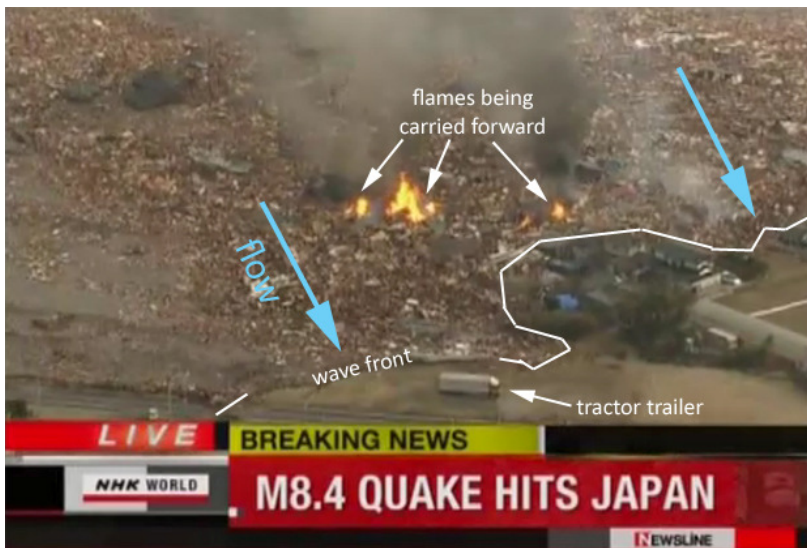 flames being
carried forward
flow
wave front
tractor trailer
LIVE
BREAKING NEWS
NHK WORLD
M8.4 QUAKE HITS JAPAN
NEWSLINE